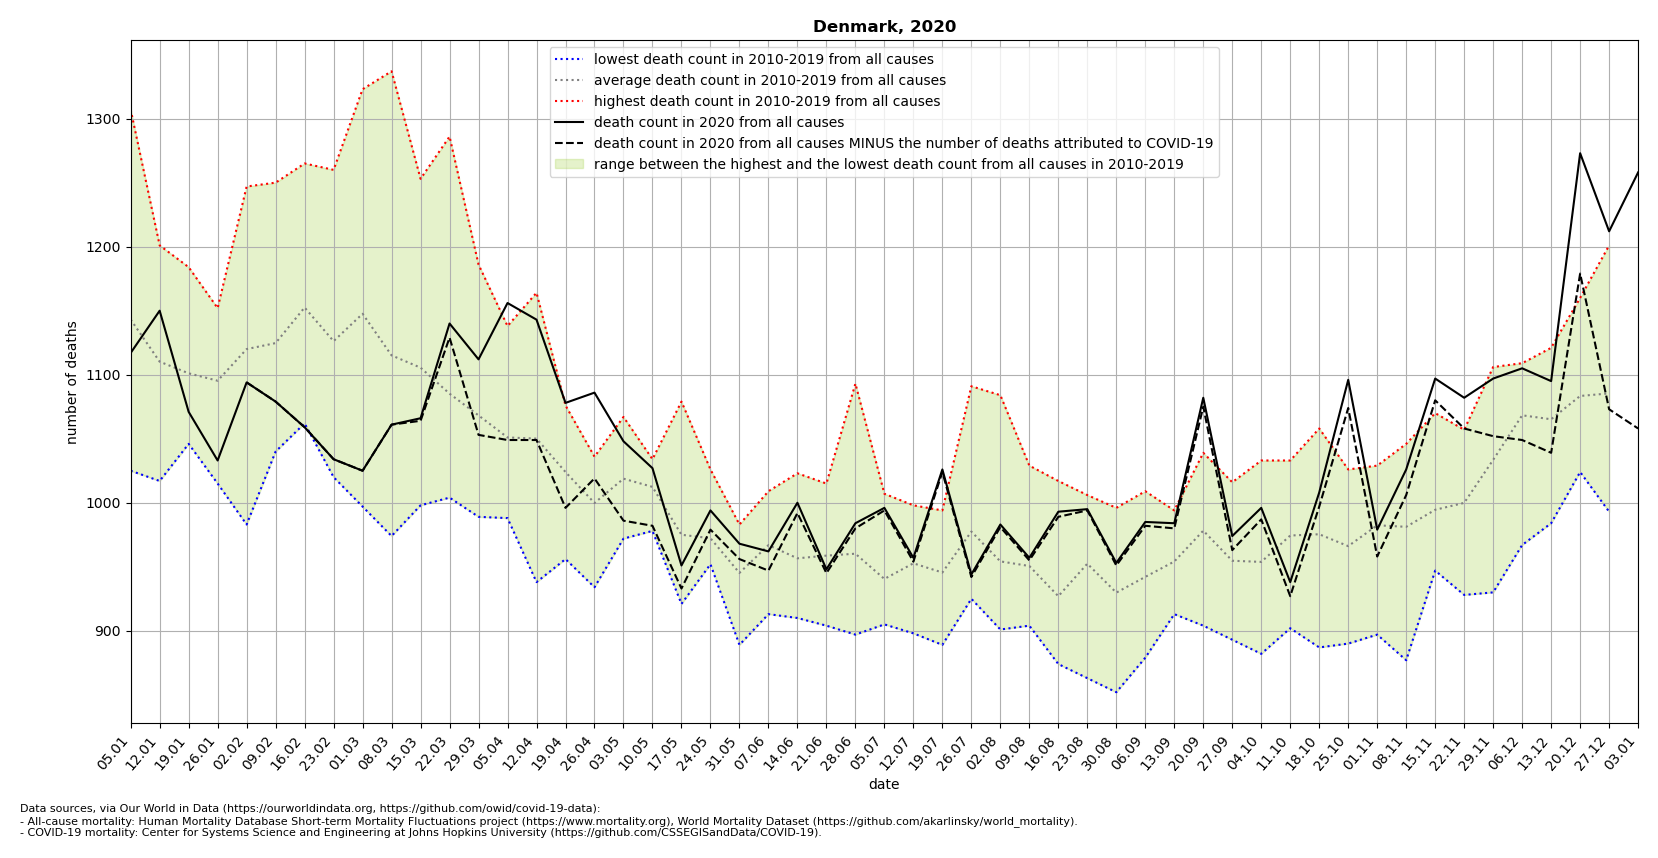 Denmark, 2020
lowest death count in 2010-2019 from all causes
average death count in 2010-2019 from all causes
highest death count in 2010-2019 from all causes
death count in 2020 from all causes
death count in 2020 from all causes MINUS the number of deaths attributed to COVID-19
range between the highest and the lowest death count from all causes in 2010-2019
number of deaths
1300
1200
1100
1000
900
05.01 12.01 19.01 26.01 02.02 09.02 16.02 23.02 01.03 08.03 15.03 22.03 29.03 05.04 12.04 19.04 26.04 03.05 10.05 17.05 24.05 31.05 07.06 14.06 21.06 28.06 05.07 12.07 19.07 26.07 02.08 09.08 16.08 23.08 30.08 06.09 13.09 20.09 27.09 04.10 11.10 18.10 25.10 01.11 08.11 15.11 22.11 29.11 06.12 13.12 20.12 27.12 03.01
date
Data sources, via Our World in Data (https://ourworldindata.org, https://github.com/owid/covid-19-data):
- All-cause mortality: Human Mortality Database Short-term Mortality Fluctuations project (https://www.mortality.org), World Mortality Dataset (https://github.com/akarlinsky/world_mortality).
- COVID-19 mortality: Center for Systems Science and Engineering at Johns Hopkins University (https://github.com/CSSEGISandData/COVID-19).